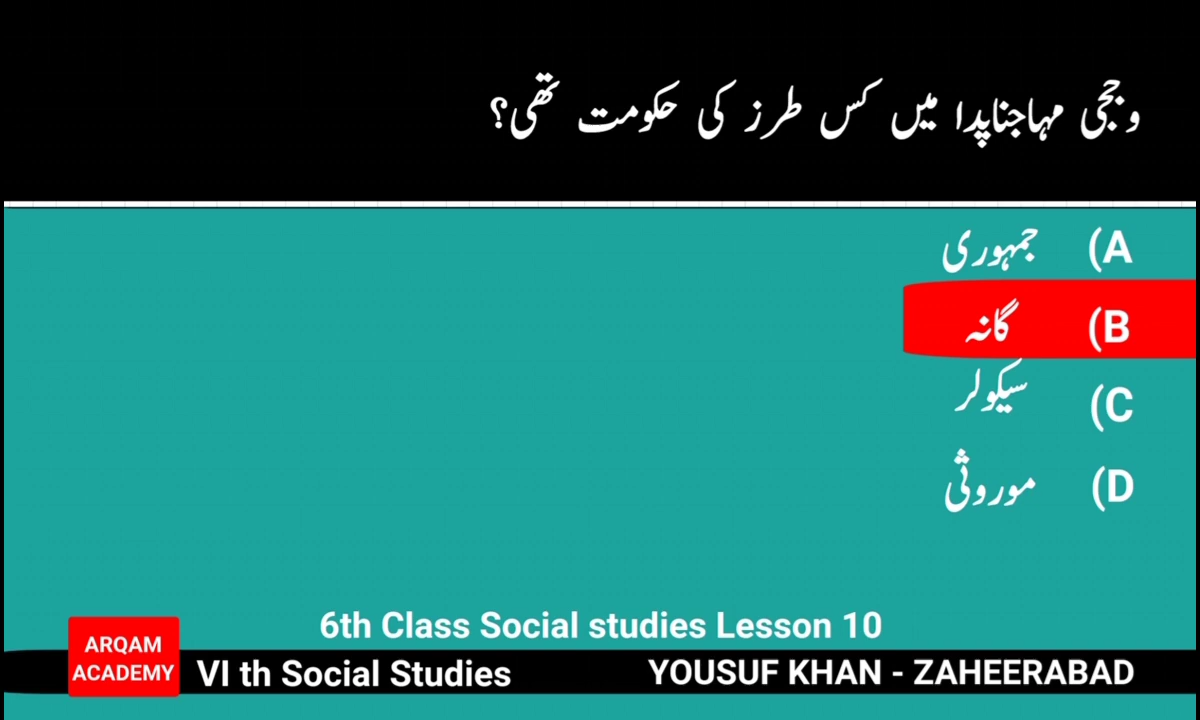 وججی مہاجناپدا میں کس طرز کی حکومت تھی؟
A) جمہوری
B) گانہ
C) سیکولر
D) موروثی
6th Class Social studies Lesson 10
ARQAM
ACADEMY
VI th Social Studies
YOUSUF KHAN - ZAHEERABAD